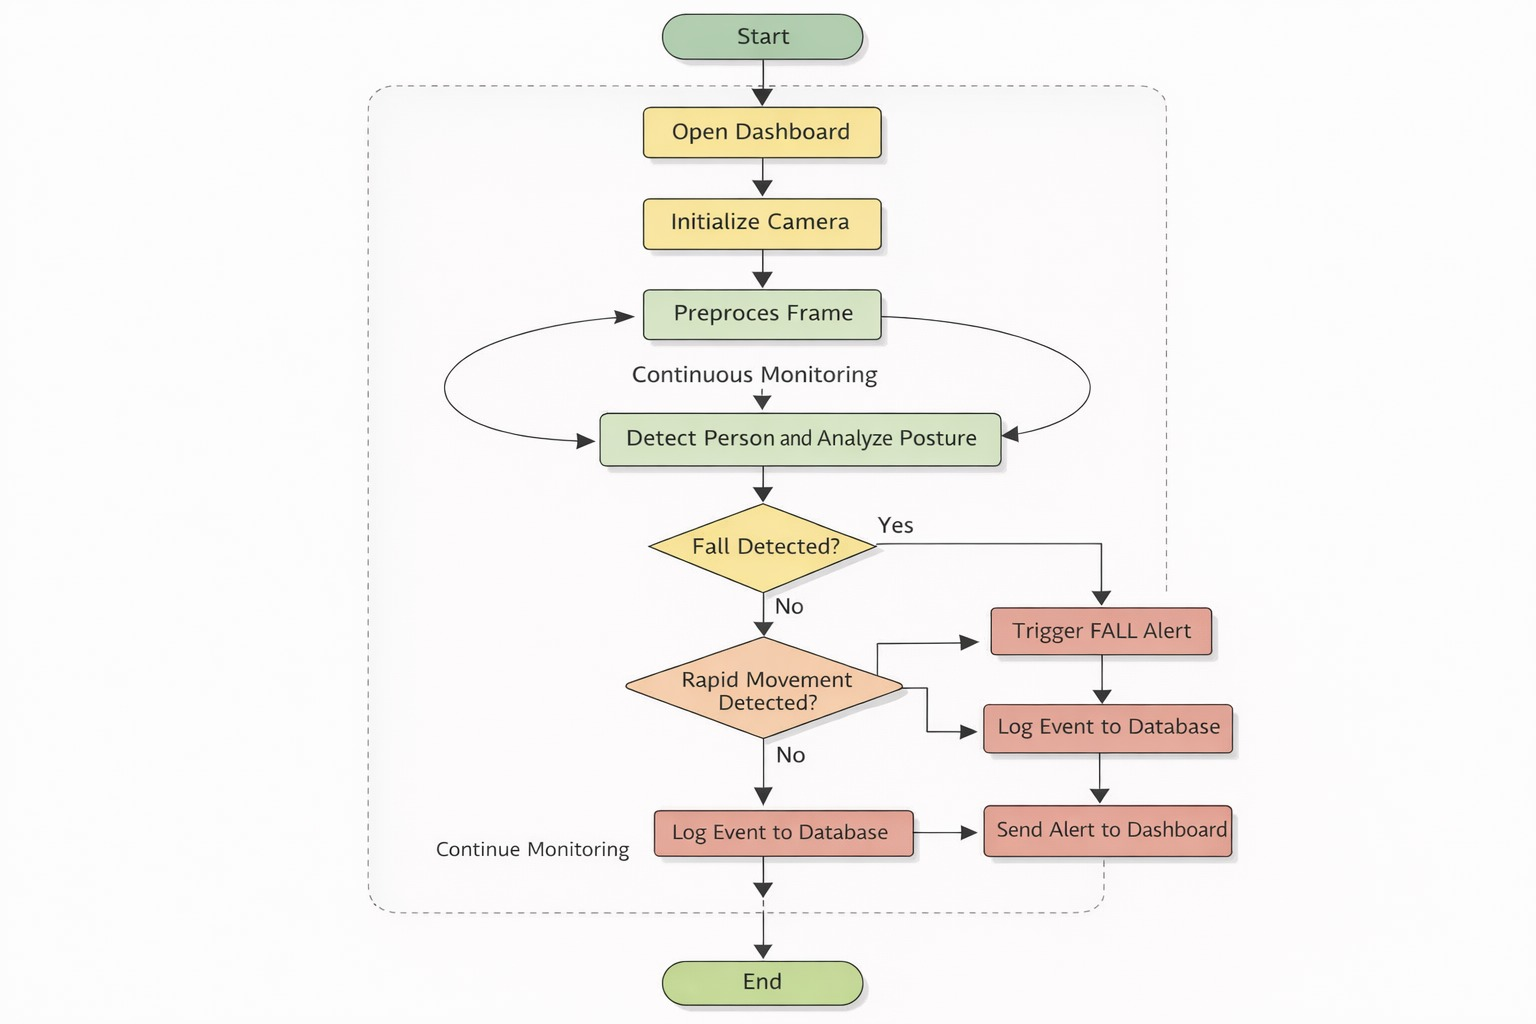 Start
Open Dashboard
Initialize Camera
Preproces Frame
Continuous Monitoring
Detect Person and Analyze Posture
Fall Detected?
Yes
No
Trigger FALL Alert
Rapid Movement
Detected?
Log Event to Database
No
Log Event to Database
Send Alert to Dashboard
Continue Monitoring
End